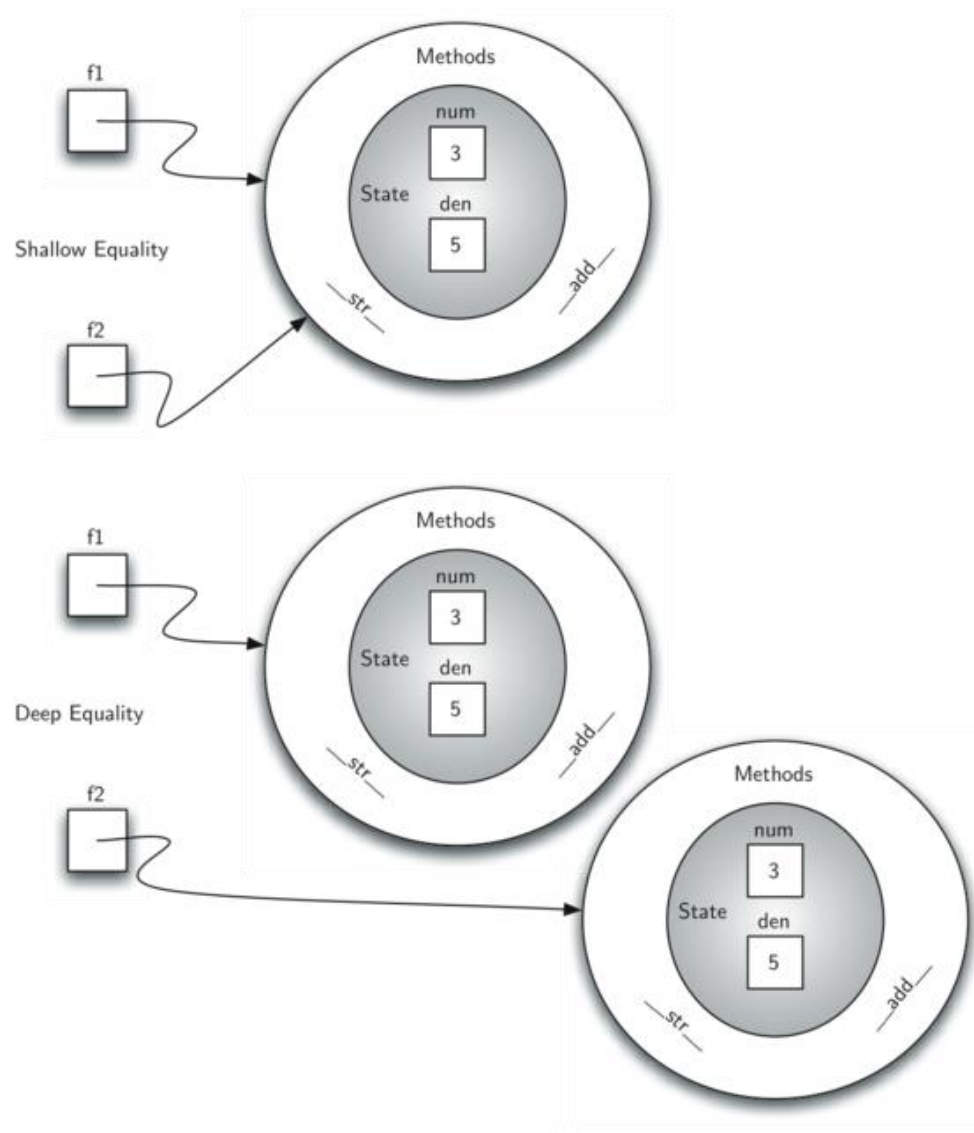 f1
Methods
num
3
State
den
5
Shallow Equality
__str__
__add__
f2
f1
Methods
num
3
State
den
5
Deep Equality
__str__
__add__
f2
Methods
num
3
State
den
5
__str__
__add__